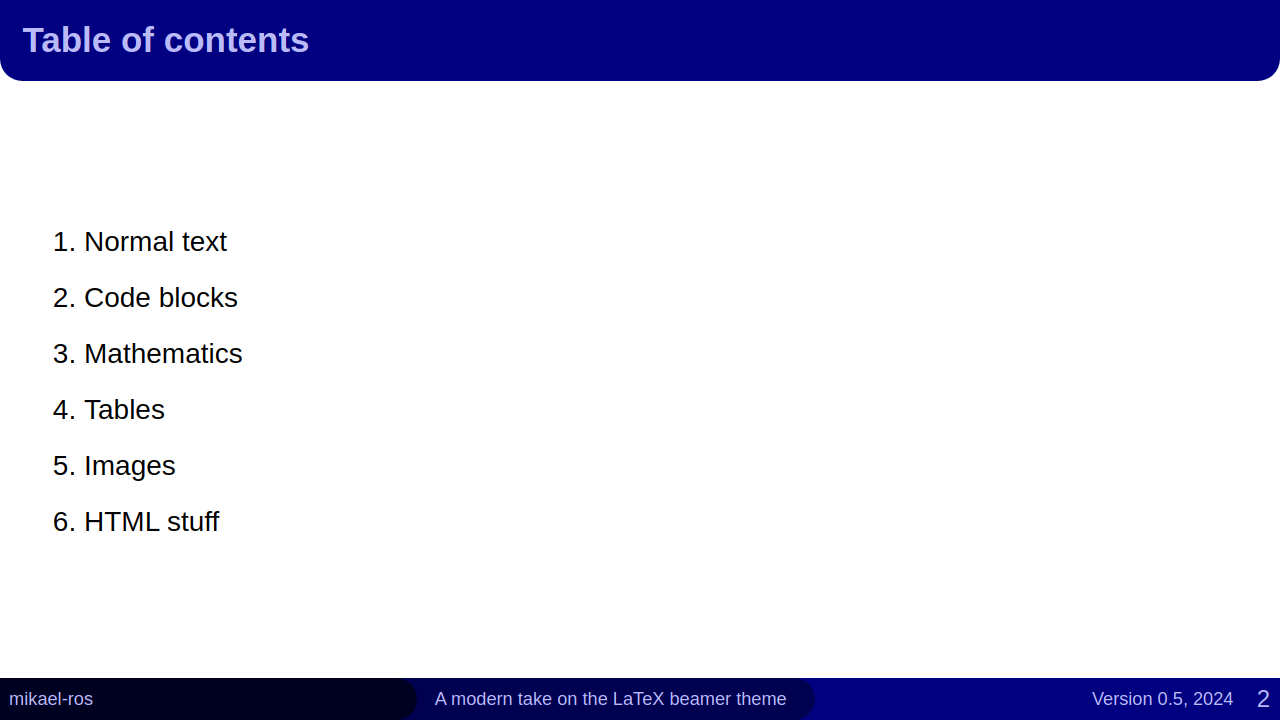 Table of contents
1. Normal text
2. Code blocks
3. Mathematics
4. Tables
5. Images
6. HTML stuff
mikael-ros
A modern take on the LaTeX beamer theme
Version 0.5, 2024
2